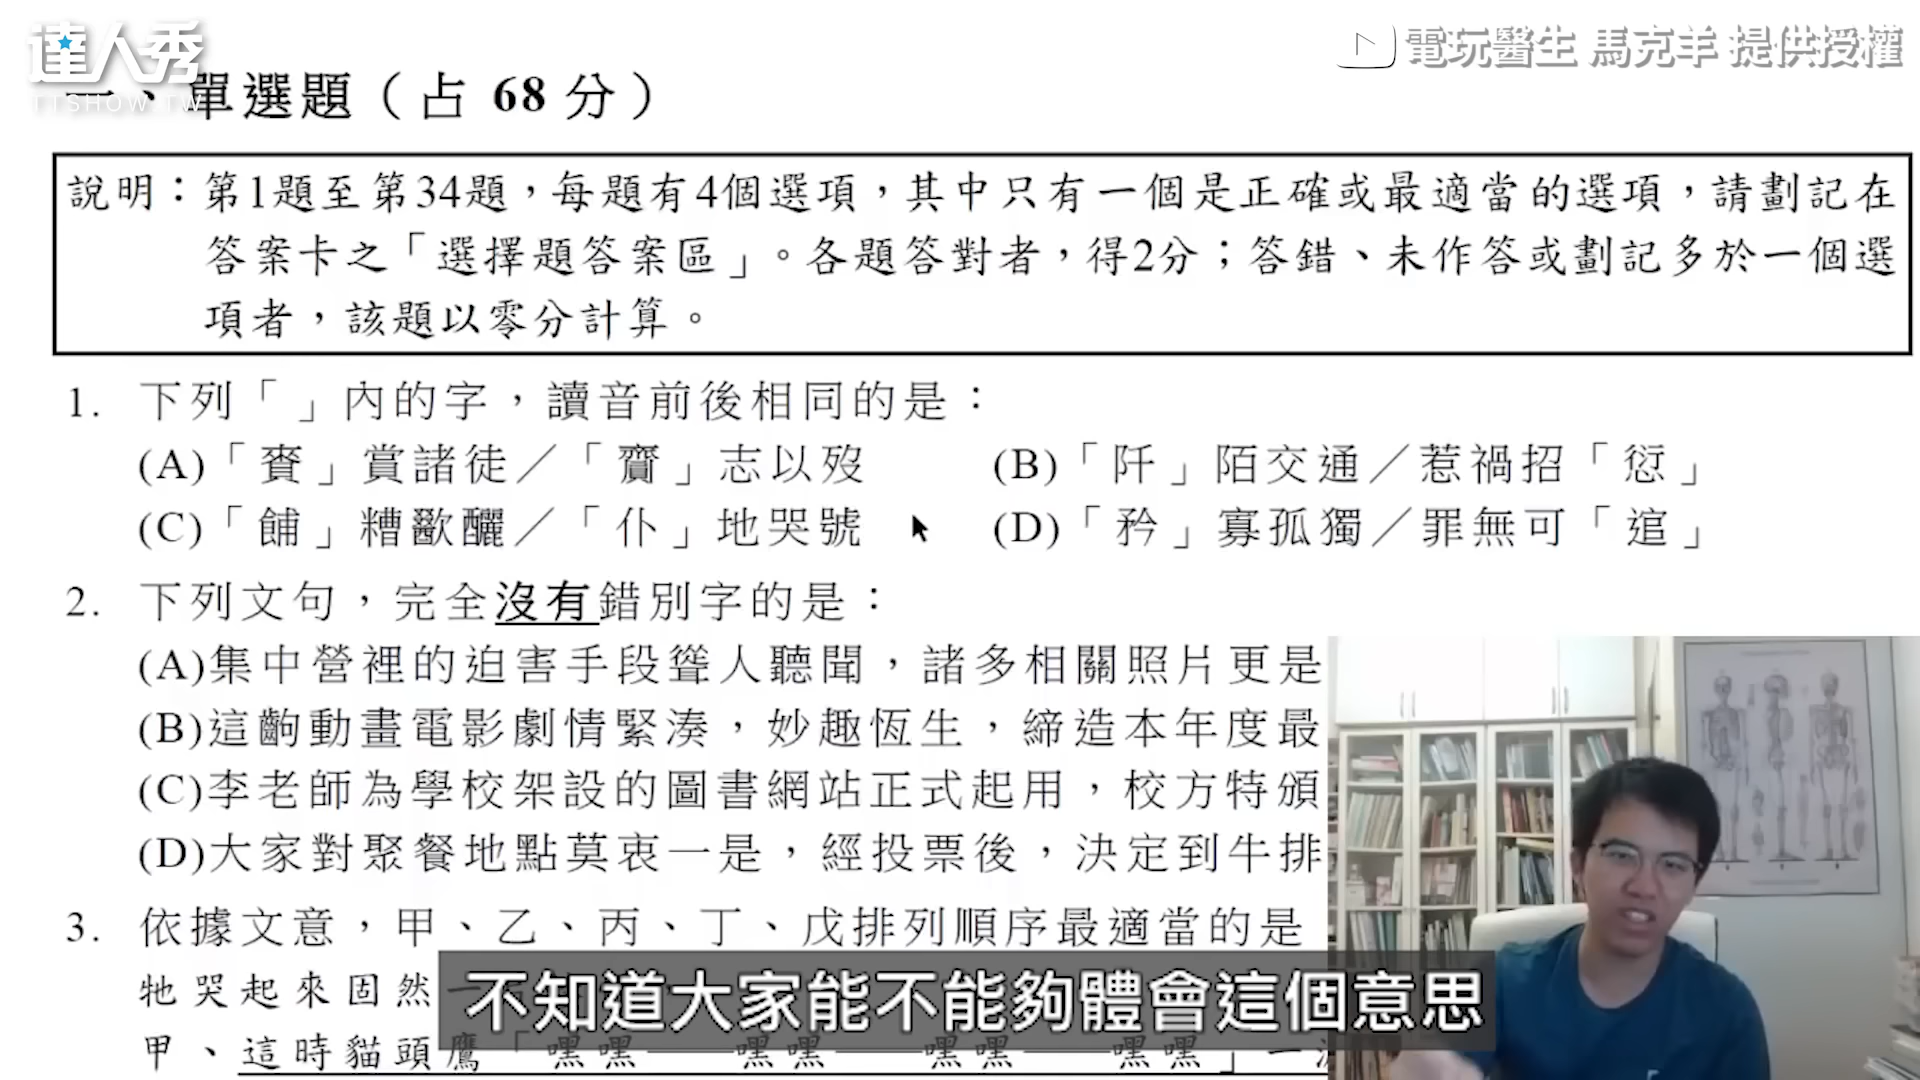 達人秀
TTSHOW.TW
電玩醫生 馬克羊 提供授權
一、單選題（占 68 分）
說明：第1題至第34題，每題有4個選項，其中只有一個是正確或最適當的選項，請劃記在
答案卡之「選擇題答案區」。各題答對者，得2分；答錯、未作答或劃記多於一個選
項者，該題以零分計算。
1. 下列「 」內的字，讀音前後相同的是：
(A)「賚」賞諸徒／「齎」志以歿 (B)「阡」陌交通／惹禍招「愆」
(C)「餔」糟歠釃／「仆」地哭號 (D)「矜」寡孤獨／罪無可「逭」
2. 下列文句，完全沒有錯別字的是：
(A)集中營裡的迫害手段聳人聽聞，諸多相關照片更是
(B)這齣動畫電影劇情緊湊，妙趣恆生，締造本年度最
(C)李老師為學校架設的圖書網站正式起用，校方特頒
(D)大家對聚餐地點莫衷一是，經投票後，決定到牛排
3. 依據文意，甲、乙、丙、丁、戊排列順序最適當的是
牠哭起來固然一
不知道大家能不能夠體會這個意思
甲、這時貓頭鷹「嘿嘿——嘿嘿——嘿嘿——嘿嘿」一